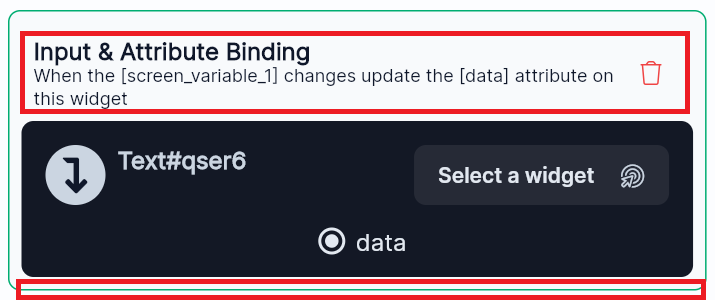 Input & Attribute Binding
When the [screen_variable_1] changes update the [data] attribute on
this widget
Text#qser6
Select a widget
data